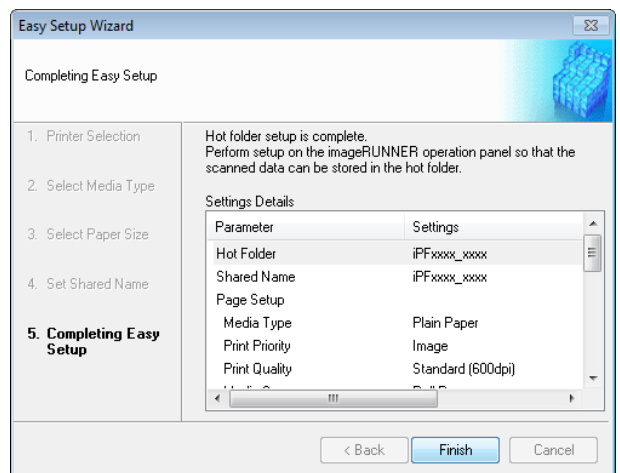 Easy Setup Wizard
Completing Easy Setup
1. Printer Selection
2. Select Media Type
3. Select Paper Size
4. Set Shared Name
5. Completing Easy
Setup
Hot folder setup is complete.
Perform setup on the imageRUNNER operation panel so that the
scanned data can be stored in the hot folder.
Settings Details
Parameter Settings
Hot Folder iPFxxxx_xxxx
Shared Name iPFxxxx_xxxx
Page Setup
Media Type Plain Paper
Print Priority Image
Print Quality Standard (600dpi)
< Back Finish Cancel